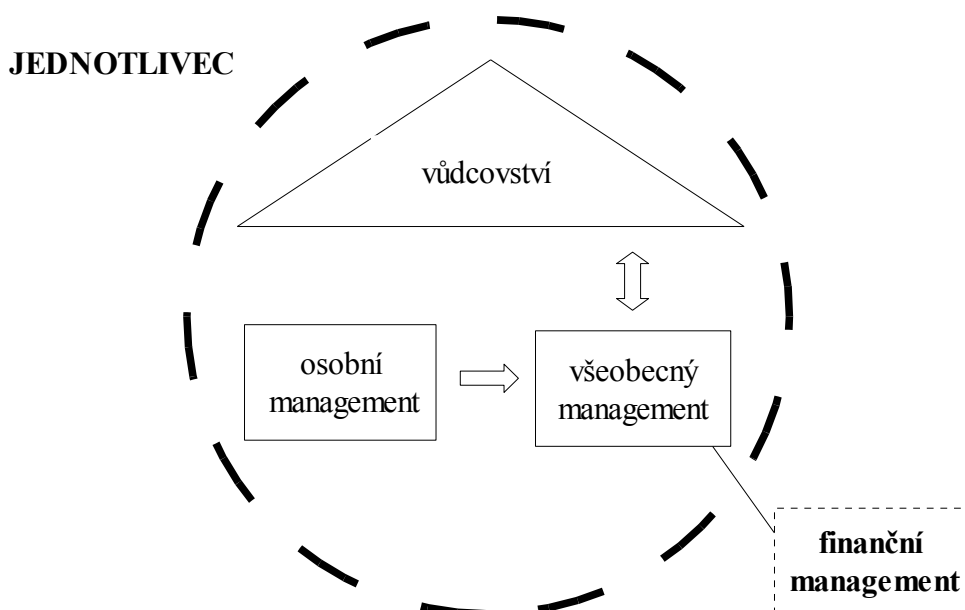 JEDNOTLIVEC
vůdcovství
osobní
management
všeobecný
management
finanční
management